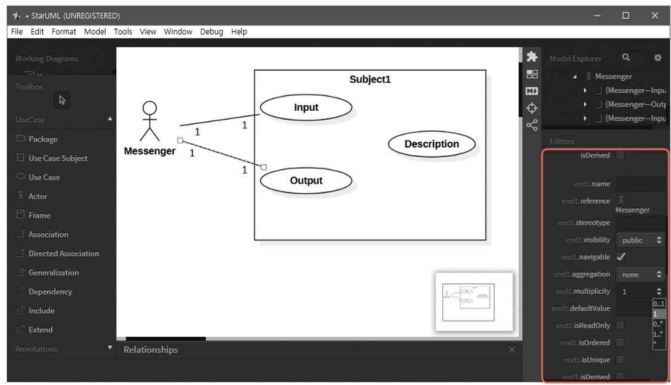 StarUML (UNREGISTERED)
File Edit Format Model Tools View Window Debug Help
Working Diagrams
Toolbox
UseCase
Package
Use Case Subject
Use Case
Actor
Frame
Association
Directed Association
Generalization
Dependency
Include
Extend
Annotations
Subject1
Input
Description
Output
Messenger
1
1
1
1
Relationships
Model Explorer
Messenger
(Messenger—Inpu
(Messenger—Outp
(Messenger—Inpu
Editors
isDerived
end1.name
end1.reference
Messenger
end1.stereotype
end1.visibility public
end1.navigable
end1.aggregation none
end1.multiplicity 1
0..1
1
0..*
1..*
*
end1.defaultValue
end1.isReadOnly
end1.isOrdered
end1.isUnique
end1.isDerived